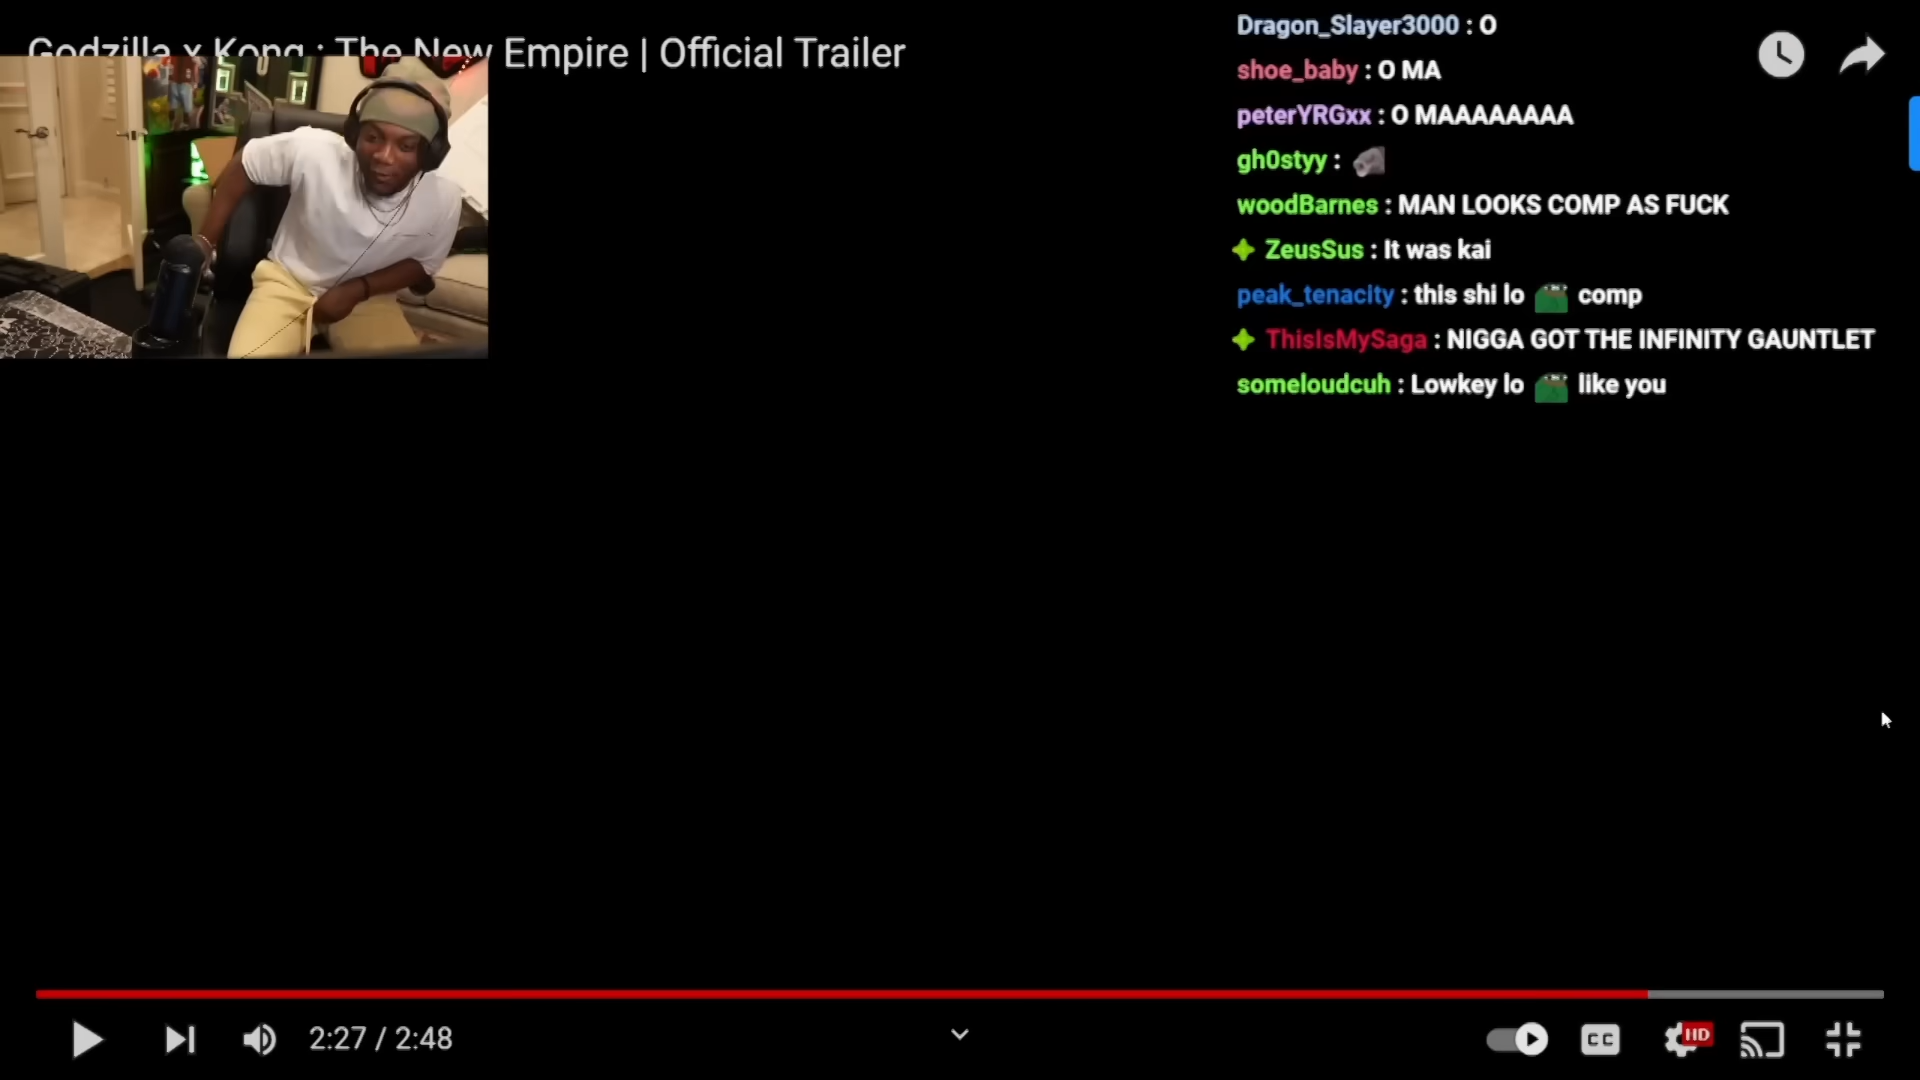 Godzilla x Kong : The New Empire | Official Trailer
Dragon_Slayer3000 : O
shoe_baby : O MA
peterYRGxx : O MAAAAAAAA
gh0styy :
woodBarnes : MAN LOOKS COMP AS FUCK
ZeusSus : It was kai
peak_tenacity : this shi lo comp
ThisIsMySaga : NIGGA GOT THE INFINITY GAUNTLET
someloudcuh : Lowkey lo like you
2:27 / 2:48
CC
HD